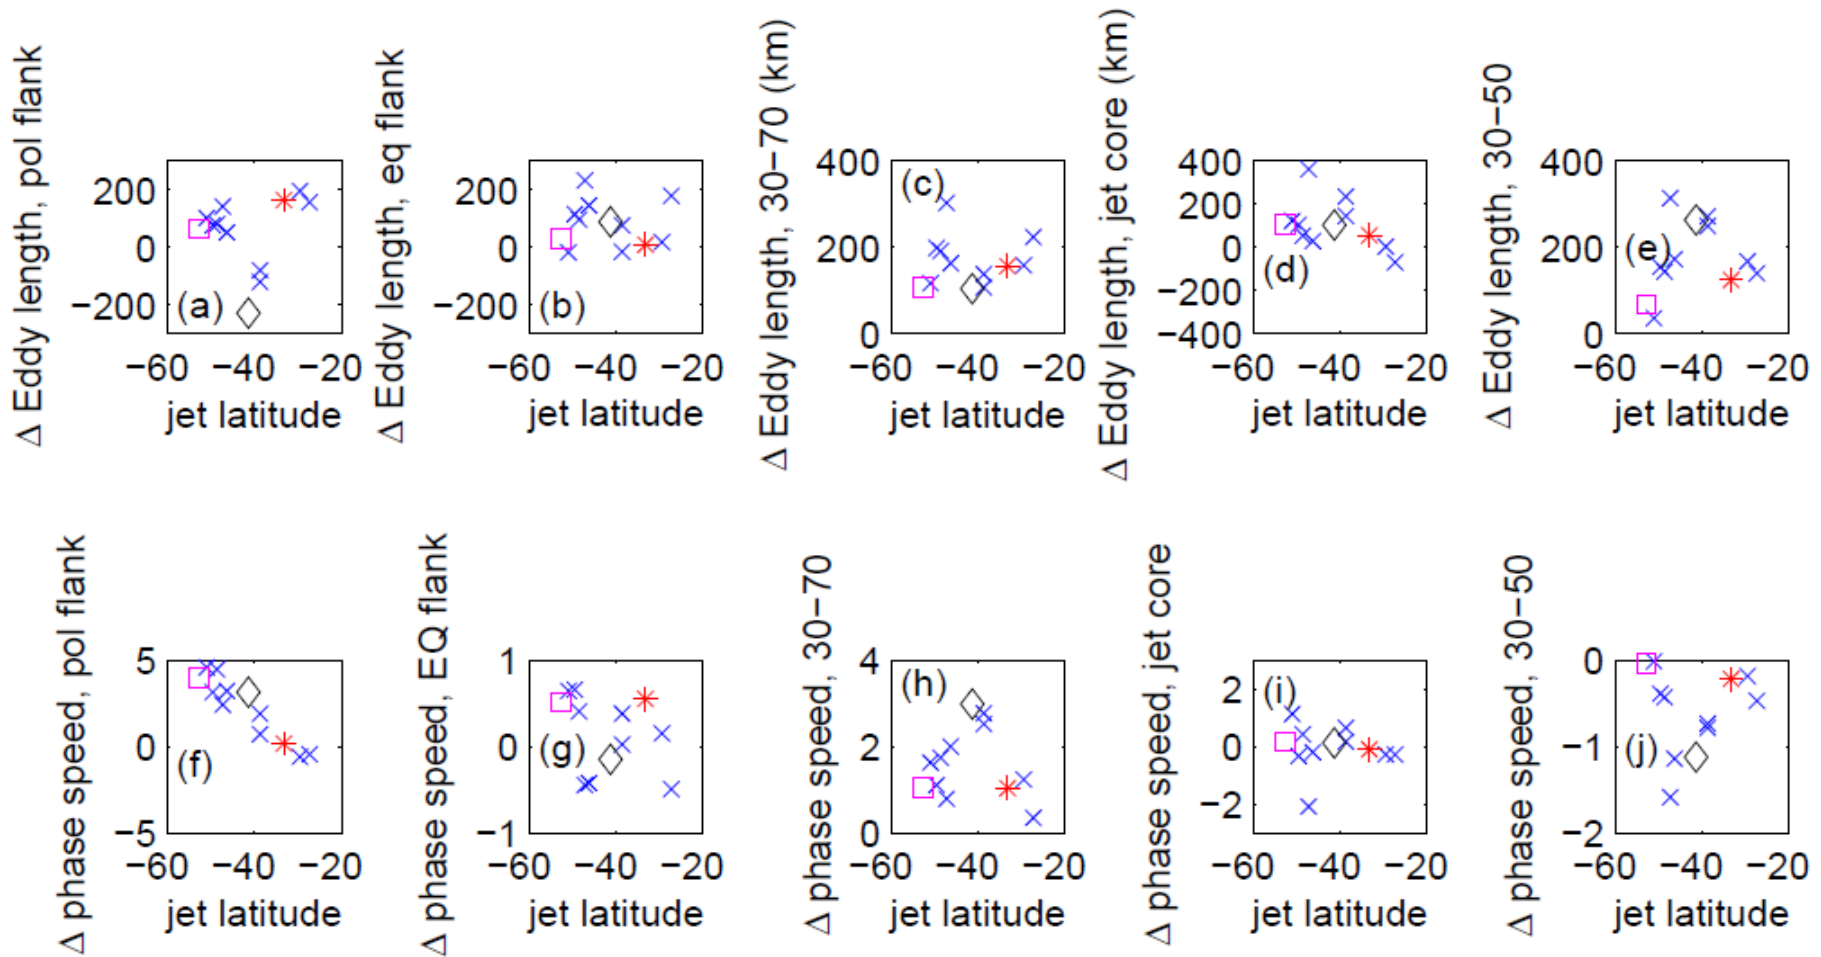 Δ Eddy length, pol flank
200
0
−200
(a)
−60 −40 −20
jet latitude
Δ Eddy length, eq flank
200
0
−200
(b)
−60 −40 −20
jet latitude
Δ Eddy length, 30−70 (km)
400
200
0
(c)
−60 −40 −20
jet latitude
Δ Eddy length, jet core (km)
400
200
0
−200
−400
(d)
−60 −40 −20
jet latitude
Δ Eddy length, 30−50
400
200
0
(e)
−60 −40 −20
jet latitude
Δ phase speed, pol flank
5
0
−5
(f)
−60 −40 −20
jet latitude
Δ phase speed, EQ flank
1
0
−1
(g)
−60 −40 −20
jet latitude
Δ phase speed, 30−70
4
2
0
(h)
−60 −40 −20
jet latitude
Δ phase speed, jet core
2
0
−2
(i)
−60 −40 −20
jet latitude
Δ phase speed, 30−50
0
−1
−2
(j)
−60 −40 −20
jet latitude